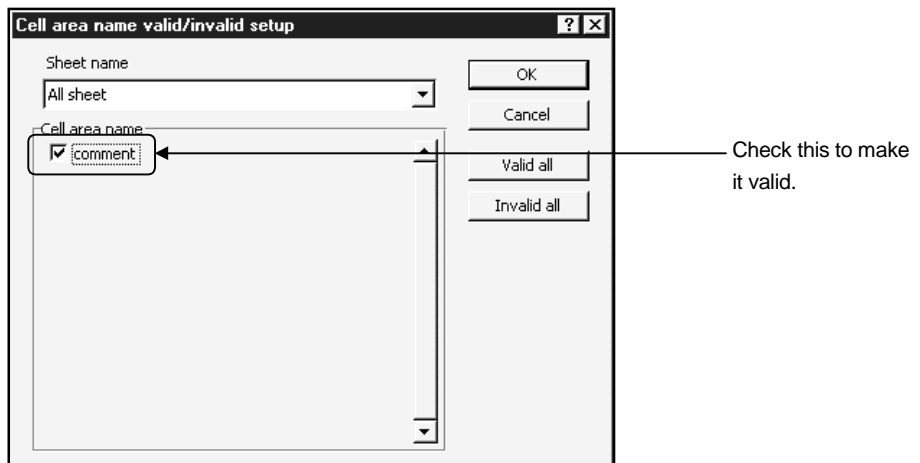 Cell area name valid/invalid setup
Sheet name
All sheet
OK
Cancel
Cell area name
comment
Valid all
Invalid all
Check this to make
it valid.